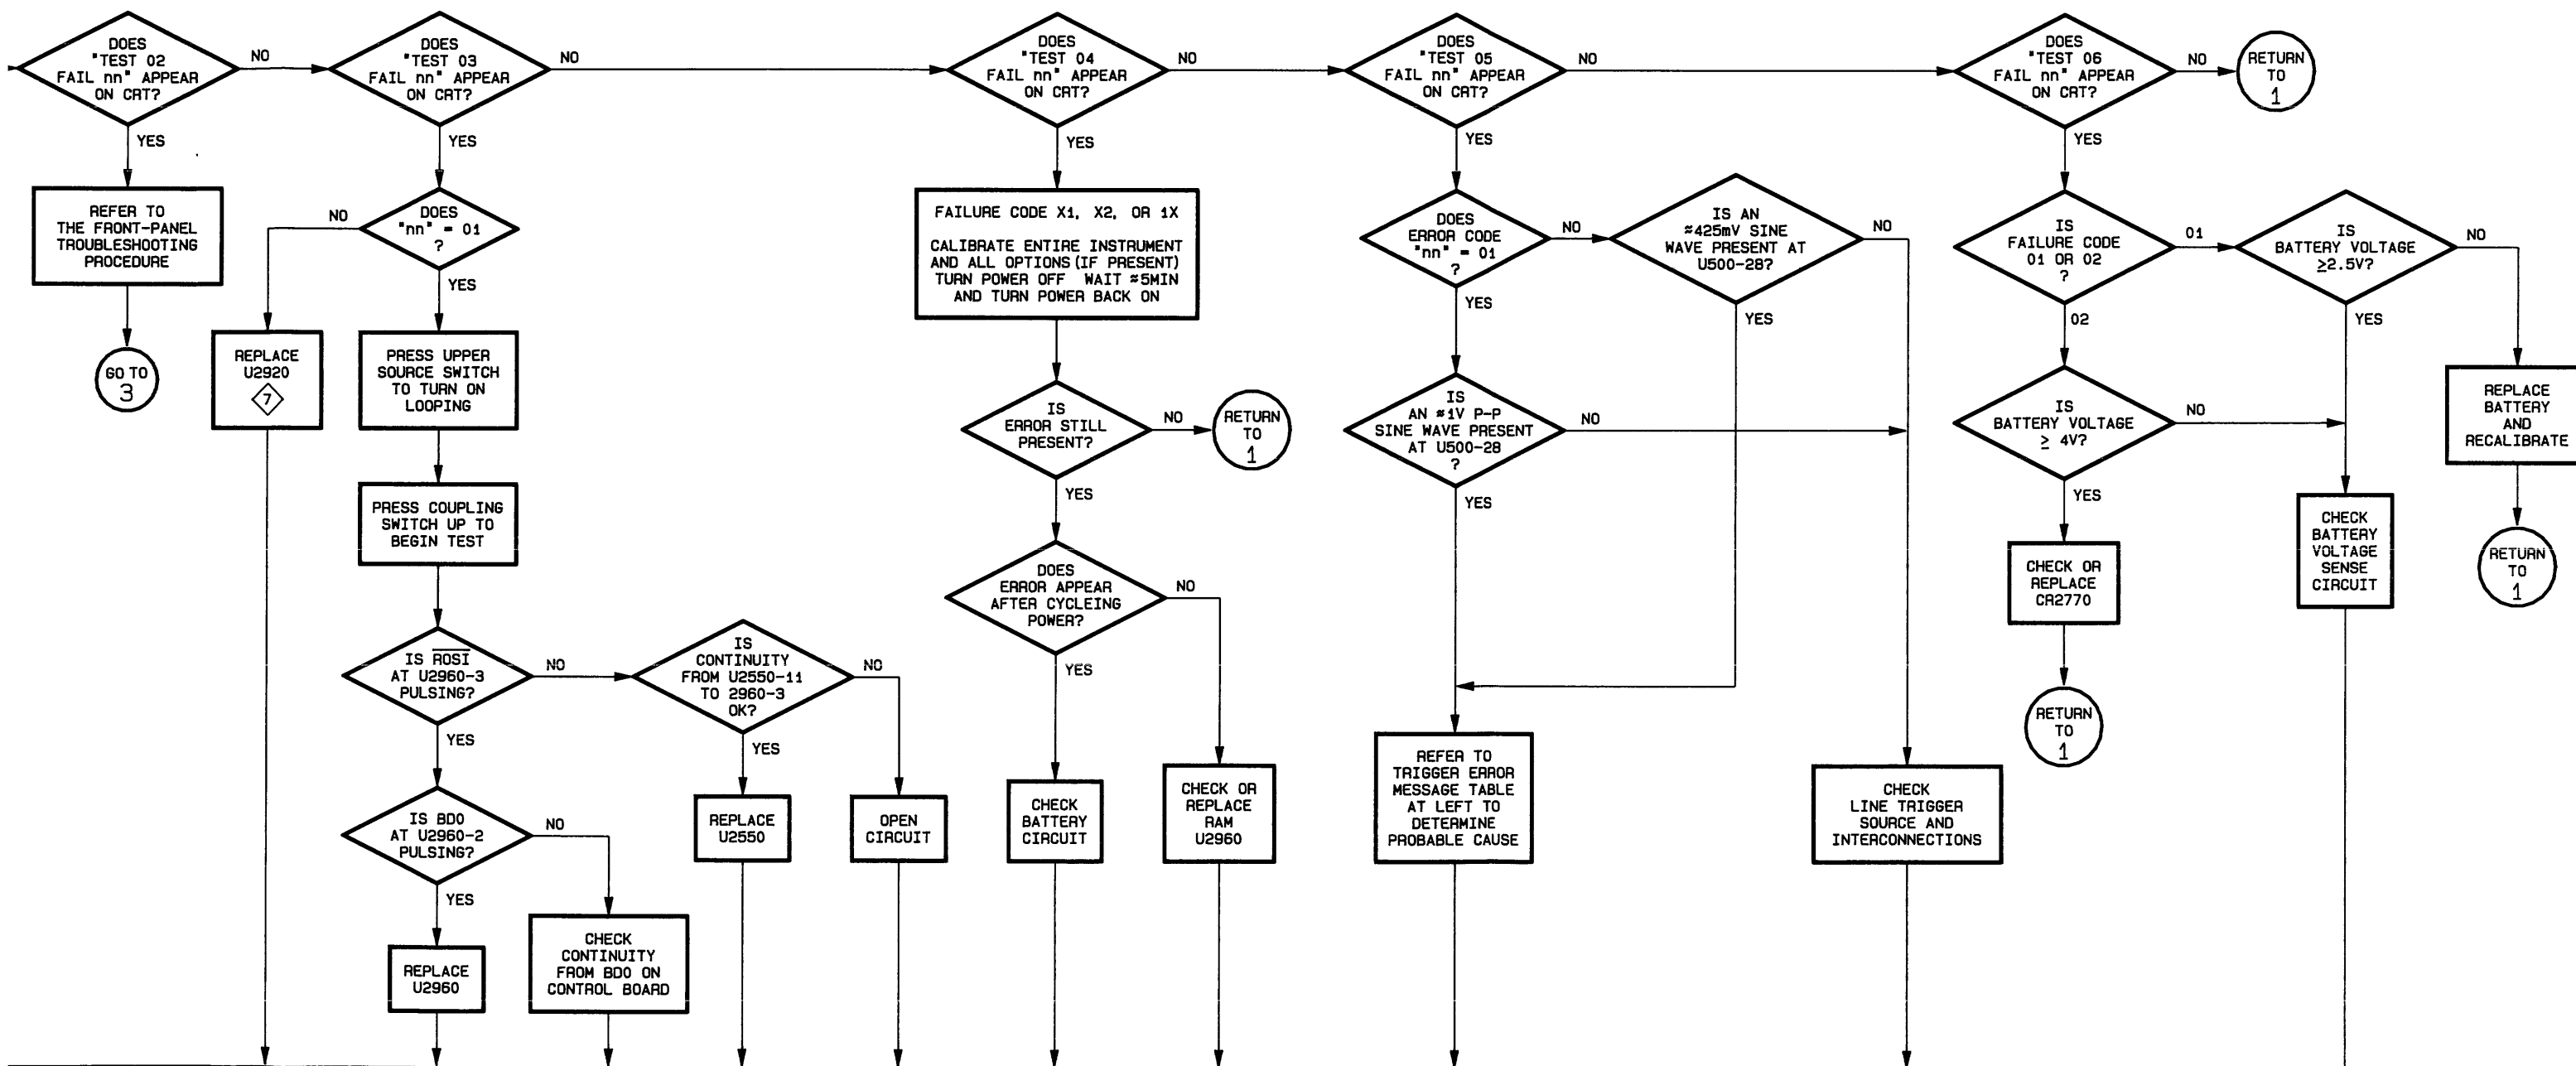 DOES
"TEST 02
FAIL nn" APPEAR
ON CRT?
NO
YES
REFER TO
THE FRONT-PANEL
TROUBLESHOOTING
PROCEDURE
GO TO
3
DOES
"TEST 03
FAIL nn" APPEAR
ON CRT?
NO
YES
DOES
"nn" = 01
?
NO
YES
REPLACE
U2920
7
PRESS UPPER
SOURCE SWITCH
TO TURN ON
LOOPING
PRESS COUPLING
SWITCH UP TO
BEGIN TEST
IS ROSI
AT U2960-3
PULSING?
NO
YES
IS
CONTINUITY
FROM U2550-11
TO 2960-3
OK?
NO
YES
REPLACE
U2550
OPEN
CIRCUIT
IS BD0
AT U2960-2
PULSING?
NO
YES
REPLACE
U2960
CHECK
CONTINUITY
FROM BD0 ON
CONTROL BOARD
DOES
"TEST 04
FAIL nn" APPEAR
ON CRT?
NO
YES
FAILURE CODE X1, X2, OR 1X
CALIBRATE ENTIRE INSTRUMENT
AND ALL OPTIONS (IF PRESENT)
TURN POWER OFF WAIT ≈5MIN
AND TURN POWER BACK ON
IS
ERROR STILL
PRESENT?
NO
RETURN
TO
1
YES
DOES
ERROR APPEAR
AFTER CYCLEING
POWER?
NO
YES
CHECK
BATTERY
CIRCUIT
CHECK OR
REPLACE
RAM
U2960
DOES
"TEST 05
FAIL nn" APPEAR
ON CRT?
NO
YES
DOES
ERROR CODE
"nn" = 01
?
NO
YES
IS AN
≈425mV SINE
WAVE PRESENT AT
U500-28?
NO
YES
IS
AN ≈1V P-P
SINE WAVE PRESENT
AT U500-28
?
NO
YES
REFER TO
TRIGGER ERROR
MESSAGE TABLE
AT LEFT TO
DETERMINE
PROBABLE CAUSE
CHECK
LINE TRIGGER
SOURCE AND
INTERCONNECTIONS
DOES
"TEST 06
FAIL nn" APPEAR
ON CRT?
NO
RETURN
TO
1
YES
IS
FAILURE CODE
01 OR 02
?
01
02
IS
BATTERY VOLTAGE
≥2.5V?
NO
YES
IS
BATTERY VOLTAGE
≥ 4V?
NO
YES
CHECK OR
REPLACE
CR2770
RETURN
TO
1
CHECK
BATTERY
VOLTAGE
SENSE
CIRCUIT
REPLACE
BATTERY
AND
RECALIBRATE
RETURN
TO
1